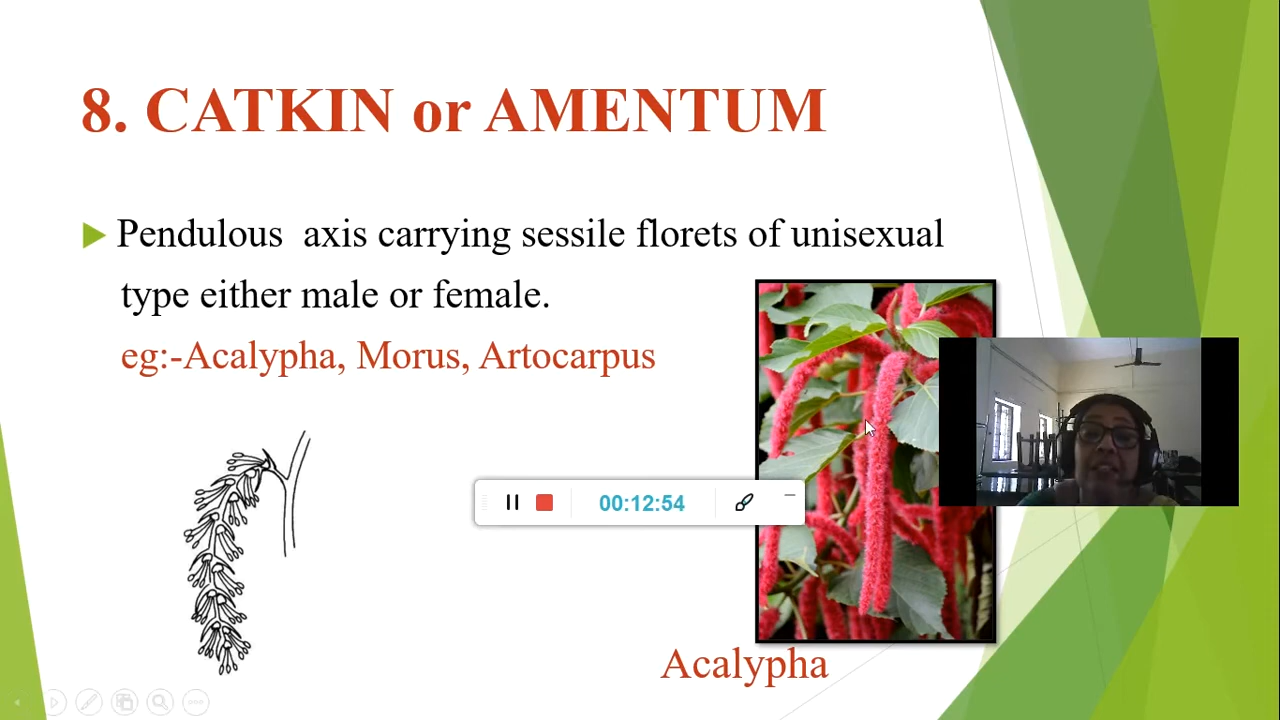 8. CATKIN or AMENTUM
Pendulous axis carrying sessile florets of unisexual
type either male or female.
eg:-Acalypha, Morus, Artocarpus
00:12:54
Acalypha